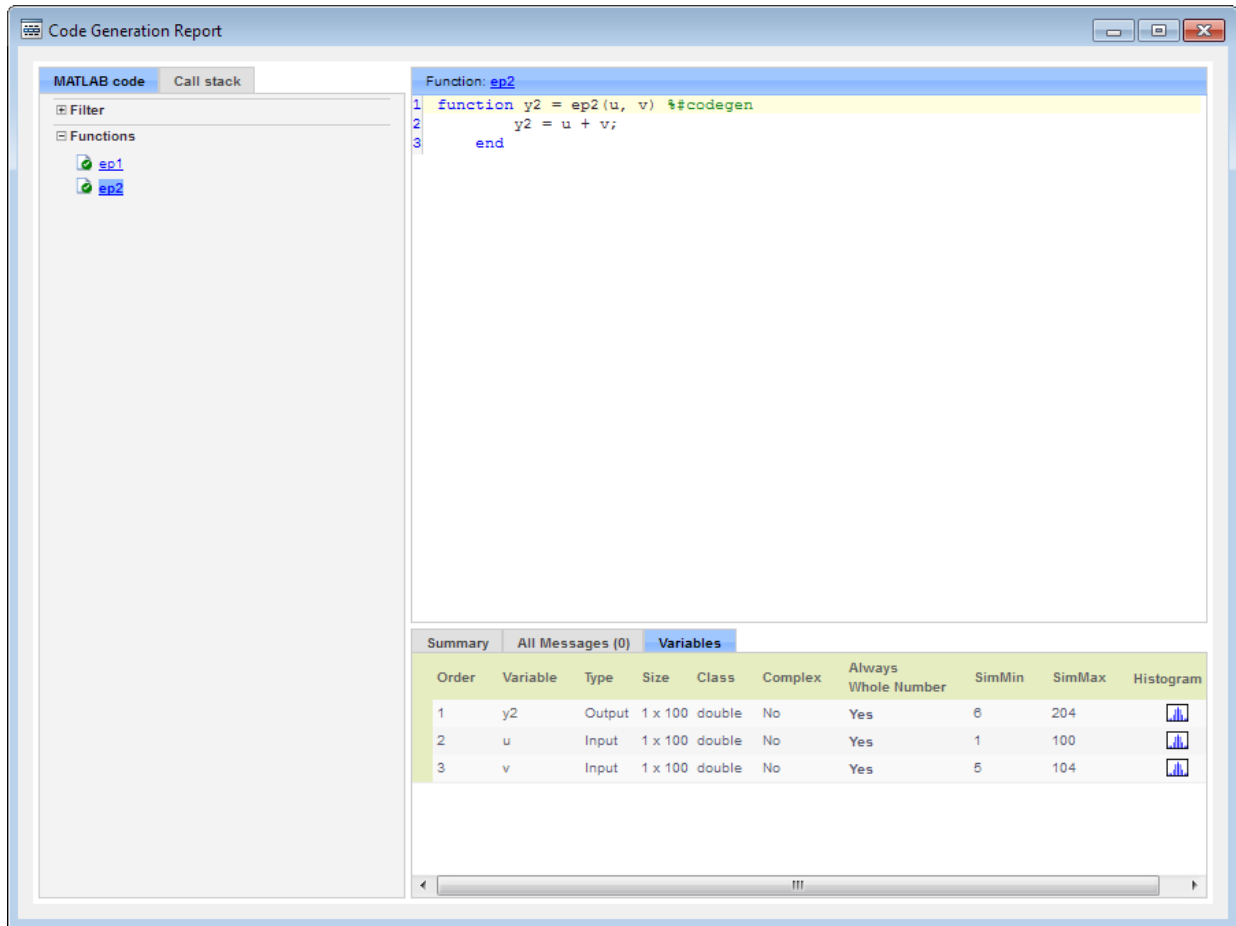 Code Generation Report
MATLAB code Call stack
Filter
Functions
ep1
ep2
Function: ep2
1 function y2 = ep2(u, v) %#codegen
2 y2 = u + v;
3 end
Summary All Messages (0) Variables
Order Variable Type Size Class Complex Always Whole Number SimMin SimMax Histogram
1 y2 Output 1 x 100 double No Yes 6 204
2 u Input 1 x 100 double No Yes 1 100
3 v Input 1 x 100 double No Yes 5 104